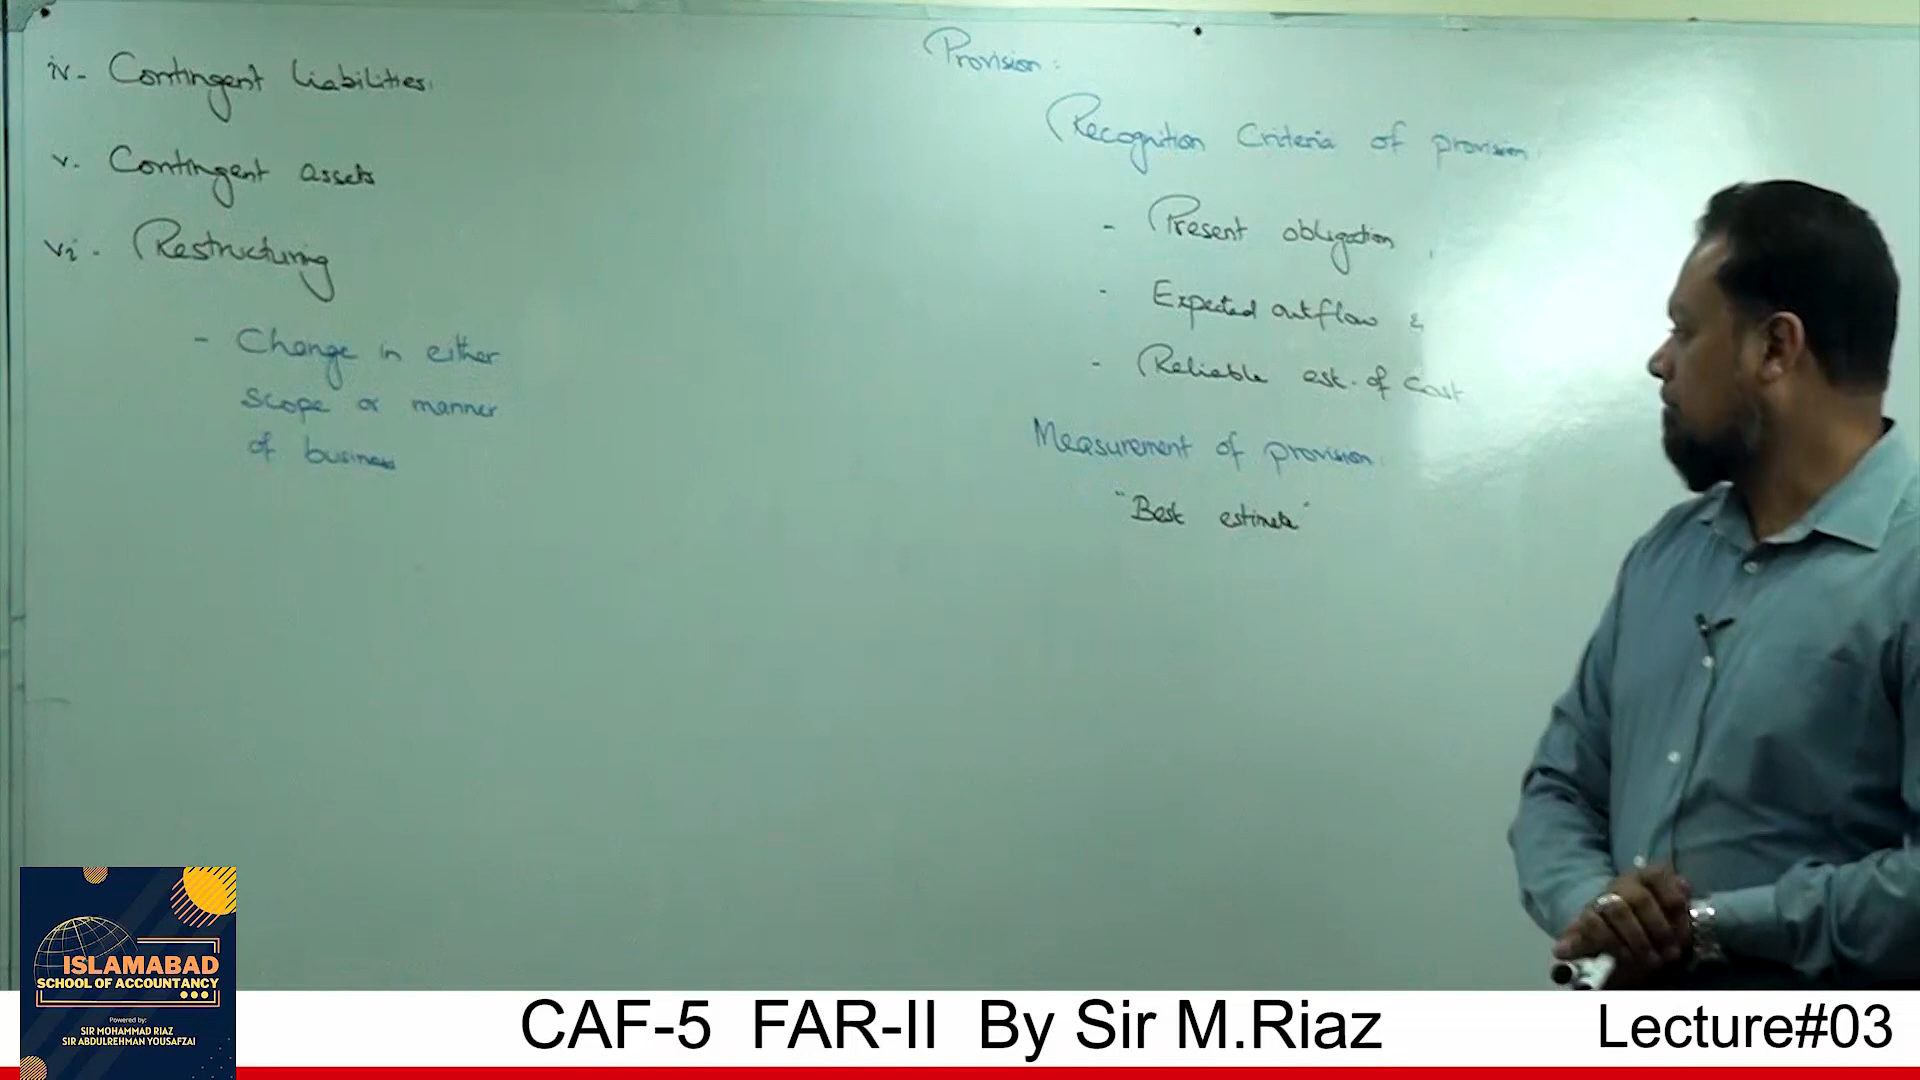 iv- Contingent liabilities.
v. Contingent assets
vi. Restructuring
- Change in either
scope or manner
of business
Provision:
Recognition Criteria of provision.
- Present obligation,
- Expected outflow &
- Reliable est. of Cost
Measurement of provision.
"Best estimate"
ISLAMABAD
SCHOOL OF ACCOUNTANCY
Powered by:
SIR MOHAMMAD RIAZ
SIR ABDULREHMAN YOUSAFZAI
CAF-5 FAR-II By Sir M.Riaz
Lecture#03